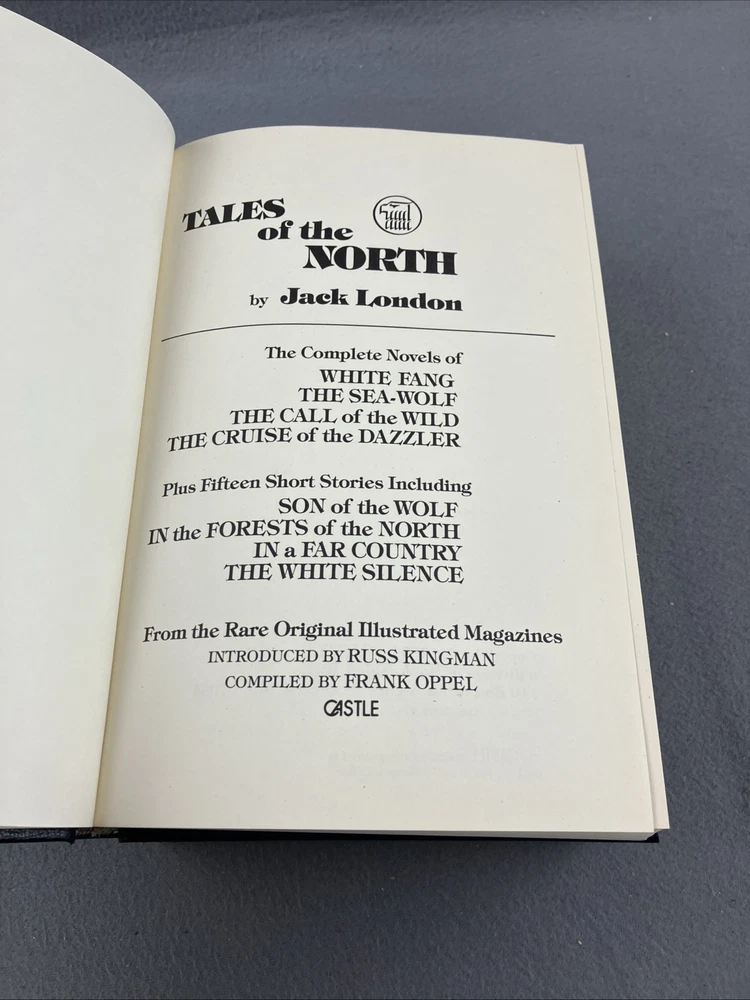 TALES
of the
NORTH
by Jack London
The Complete Novels of
WHITE FANG
THE SEA-WOLF
THE CALL of the WILD
THE CRUISE of the DAZZLER
Plus Fifteen Short Stories Including
SON of the WOLF
IN the FORESTS of the NORTH
IN a FAR COUNTRY
THE WHITE SILENCE
From the Rare Original Illustrated Magazines
INTRODUCED BY RUSS KINGMAN
COMPILED BY FRANK OPPEL
CASTLE